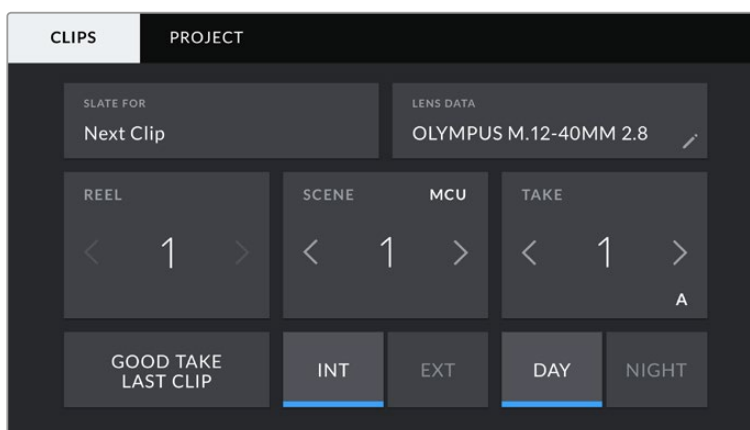 CLIPS PROJECT
SLATE FOR
Next Clip
LENS DATA
OLYMPUS M.12-40MM 2.8
REEL
1
SCENE MCU
1
TAKE
1
A
GOOD TAKE
LAST CLIP
INT EXT
DAY NIGHT